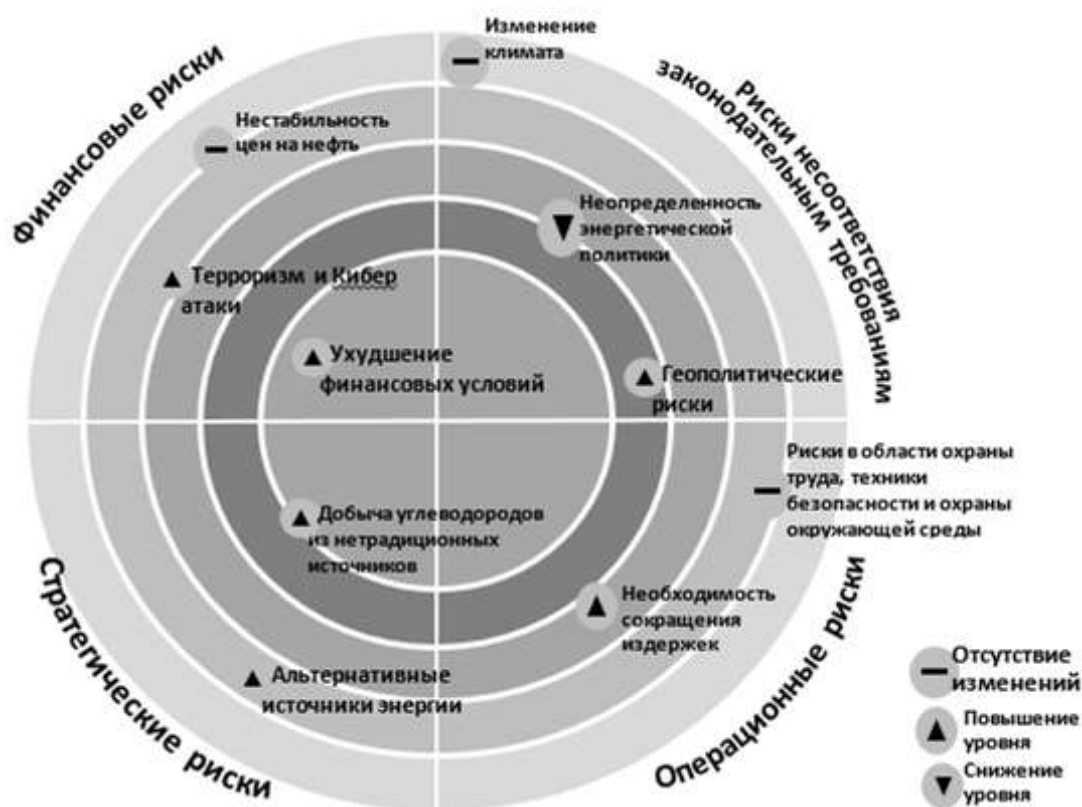 Изменение
климата
Финансовые риски
Риски несоответствия
законодательным требованиям
Нестабильность
цен на нефть
Неопределенность
энергетической
политики
Терроризм и Кибер
атаки
Ухудшение
финансовых условий
Геополитические
риски
Риски в области охраны
труда, техники
безопасности и охраны
окружающей среды
Добыча углеводородов
из нетрадиционных
источников
Необходимость
сокращения
издержек
Альтернативные
источники энергии
Стратегические риски
Операционные риски
Отсутствие
изменений
Повышение
уровня
Снижение
уровня